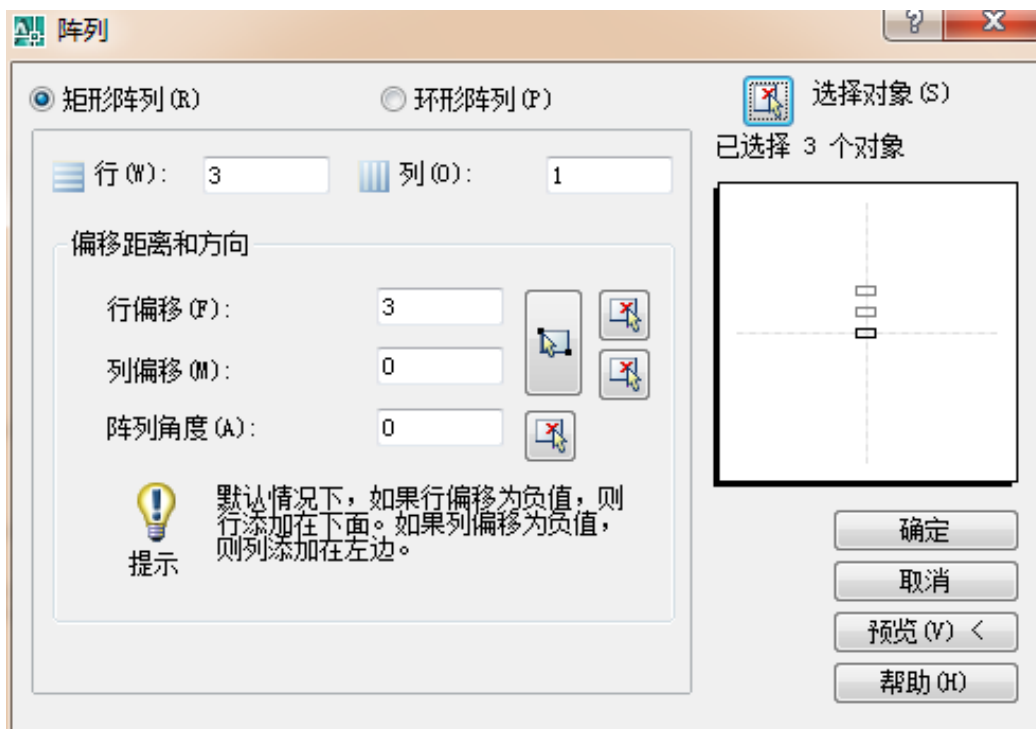 阵列
矩形阵列(R) 环形阵列(P) 选择对象(S)
已选择 3 个对象
行(W): 3 列(O): 1
偏移距离和方向
行偏移(F): 3
列偏移(M): 0
阵列角度(A): 0
默认情况下，如果行偏移为负值，则
行添加在下面。如果列偏移为负值，
则列添加在左边。
提示
确定
取消
预览(V) <
帮助(H)